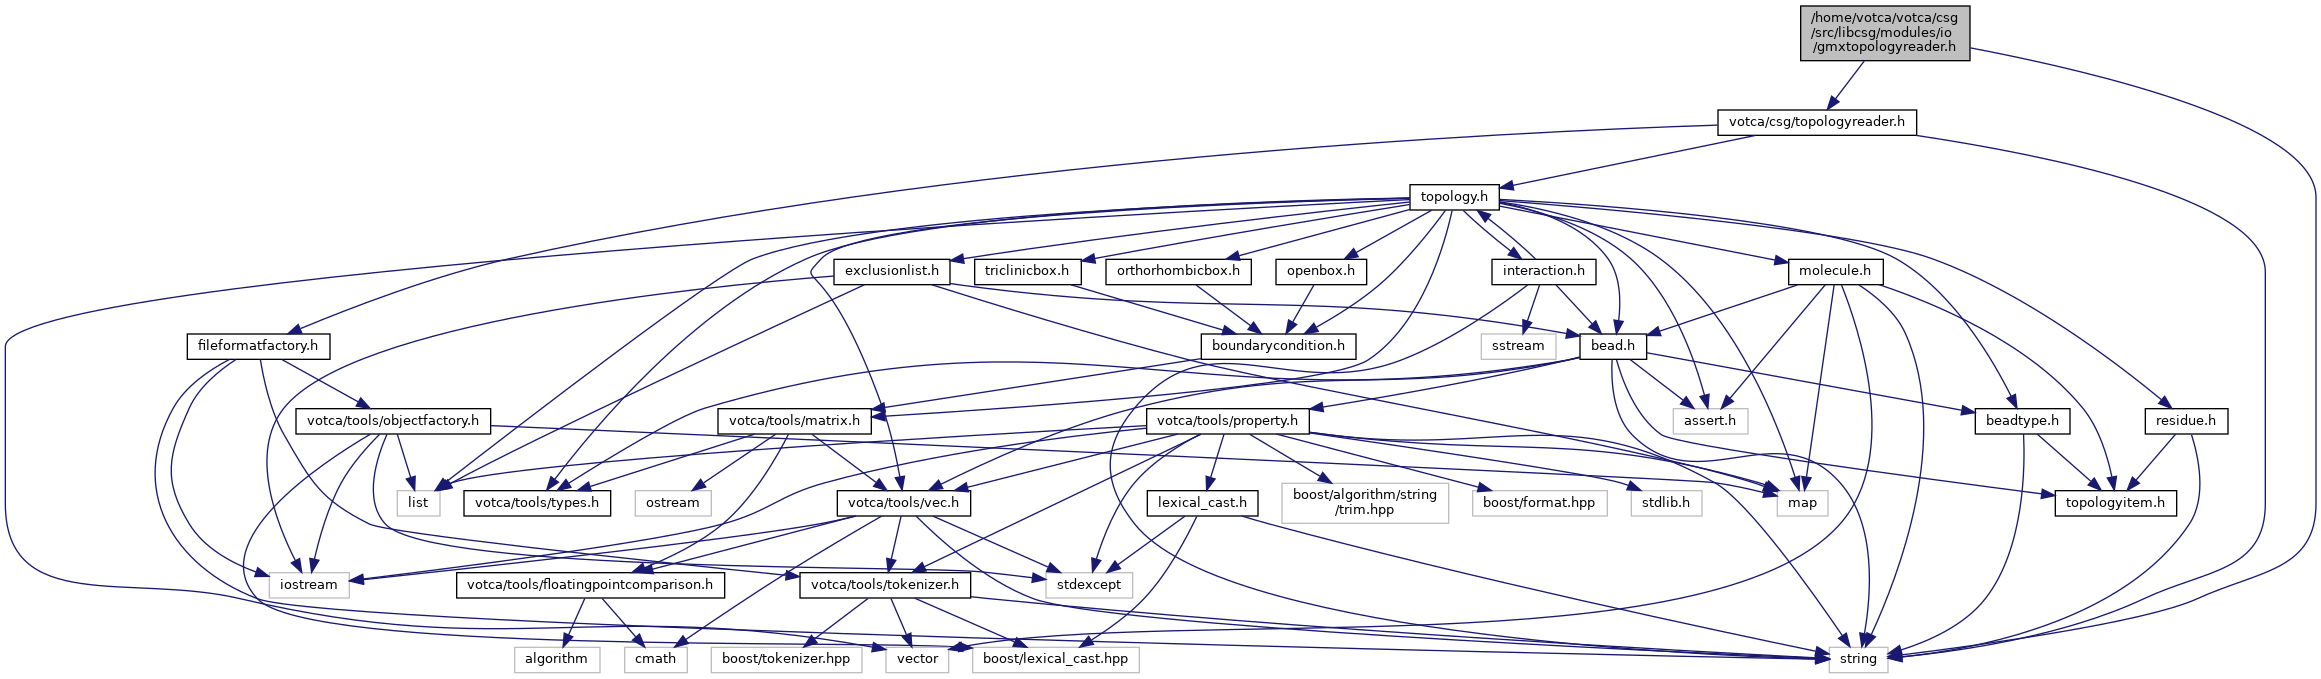 /home/votca/votca/csg
/src/libcsg/modules/io
/gmxtopologyreader.h
votca/csg/topologyreader.h
topology.h
exclusionlist.h
triclinicbox.h
orthorhombicbox.h
openbox.h
interaction.h
molecule.h
fileformatfactory.h
boundarycondition.h
sstream
bead.h
votca/tools/objectfactory.h
votca/tools/matrix.h
votca/tools/property.h
assert.h
beadtype.h
residue.h
list
votca/tools/types.h
ostream
votca/tools/vec.h
lexical_cast.h
boost/algorithm/string
/trim.hpp
boost/format.hpp
stdlib.h
map
topologyitem.h
iostream
votca/tools/floatingpointcomparison.h
votca/tools/tokenizer.h
stdexcept
algorithm
cmath
boost/tokenizer.hpp
vector
boost/lexical_cast.hpp
string